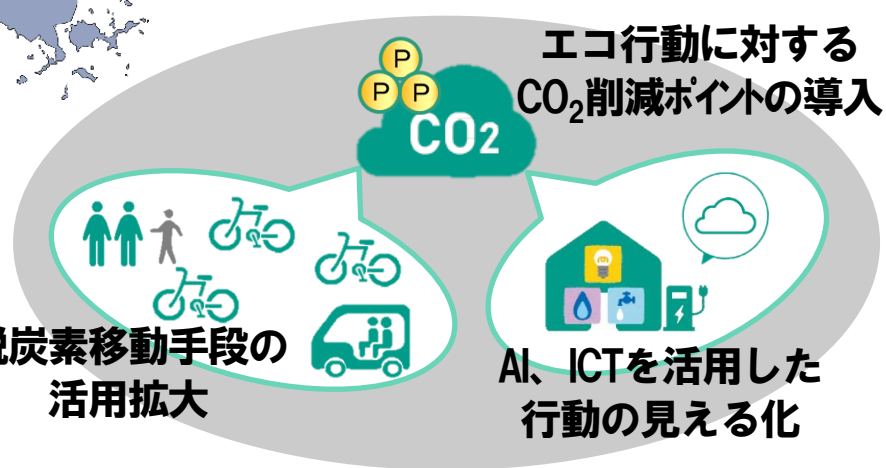 エコ行動に対する
CO₂削減ポイントの導入
P
P P
CO2
脱炭素移動手段の
活用拡大
AI、ICTを活用した
行動の見える化